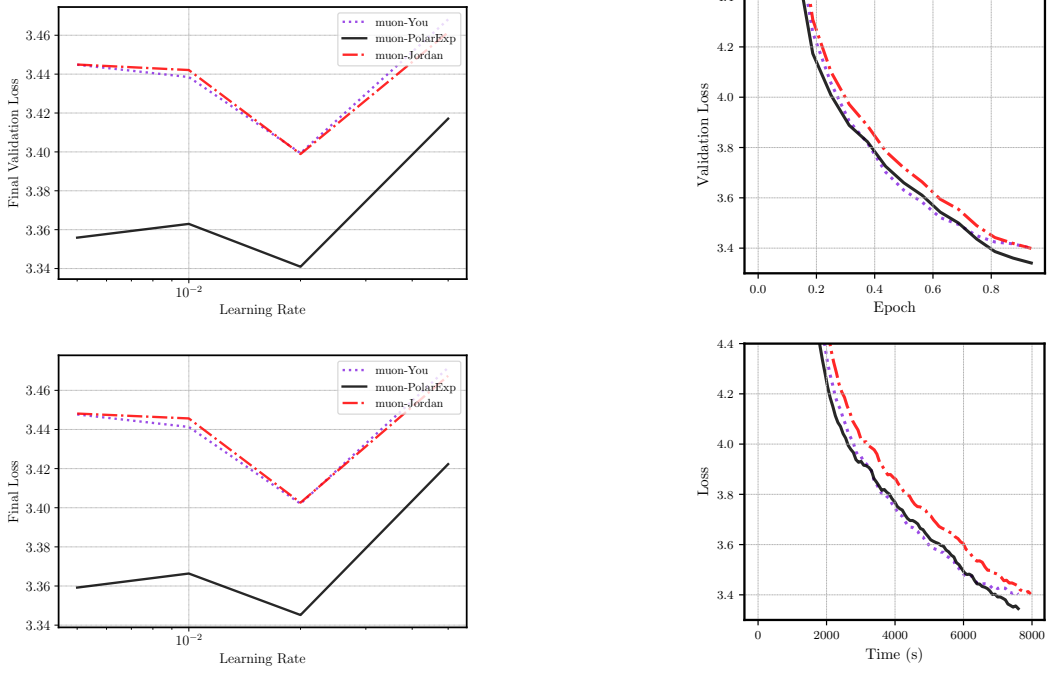 3.46
3.44
3.42
3.40
3.38
3.36
3.34
Final Validation Loss
10⁻²
Learning Rate
muon-You
muon-PolarExp
muon-Jordan
4.2
4.0
3.8
3.6
3.4
Validation Loss
0.0 0.2 0.4 0.6 0.8
Epoch
3.46
3.44
3.42
3.40
3.38
3.36
3.34
Final Loss
10⁻²
Learning Rate
muon-You
muon-PolarExp
muon-Jordan
4.4
4.2
4.0
3.8
3.6
3.4
Loss
0 2000 4000 6000 8000
Time (s)